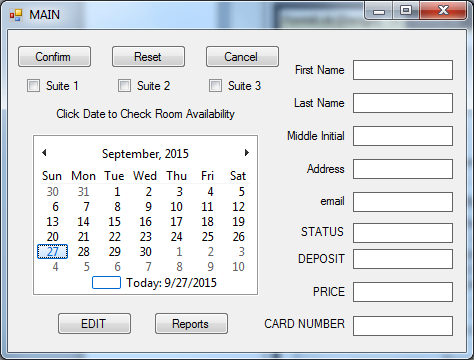 MAIN
Confirm Reset Cancel
Suite 1 Suite 2 Suite 3
Click Date to Check Room Availability
September, 2015
Sun Mon Tue Wed Thu Fri Sat
30 31 1 2 3 4 5
6 7 8 9 10 11 12
13 14 15 16 17 18 19
20 21 22 23 24 25 26
27 28 29 30 1 2 3
4 5 6 7 8 9 10
Today: 9/27/2015
EDIT Reports
First Name
Last Name
Middle Initial
Address
email
STATUS
DEPOSIT
PRICE
CARD NUMBER